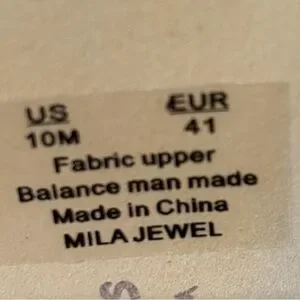 US EUR
10M 41
Fabric upper
Balance man made
Made in China
MILA JEWEL